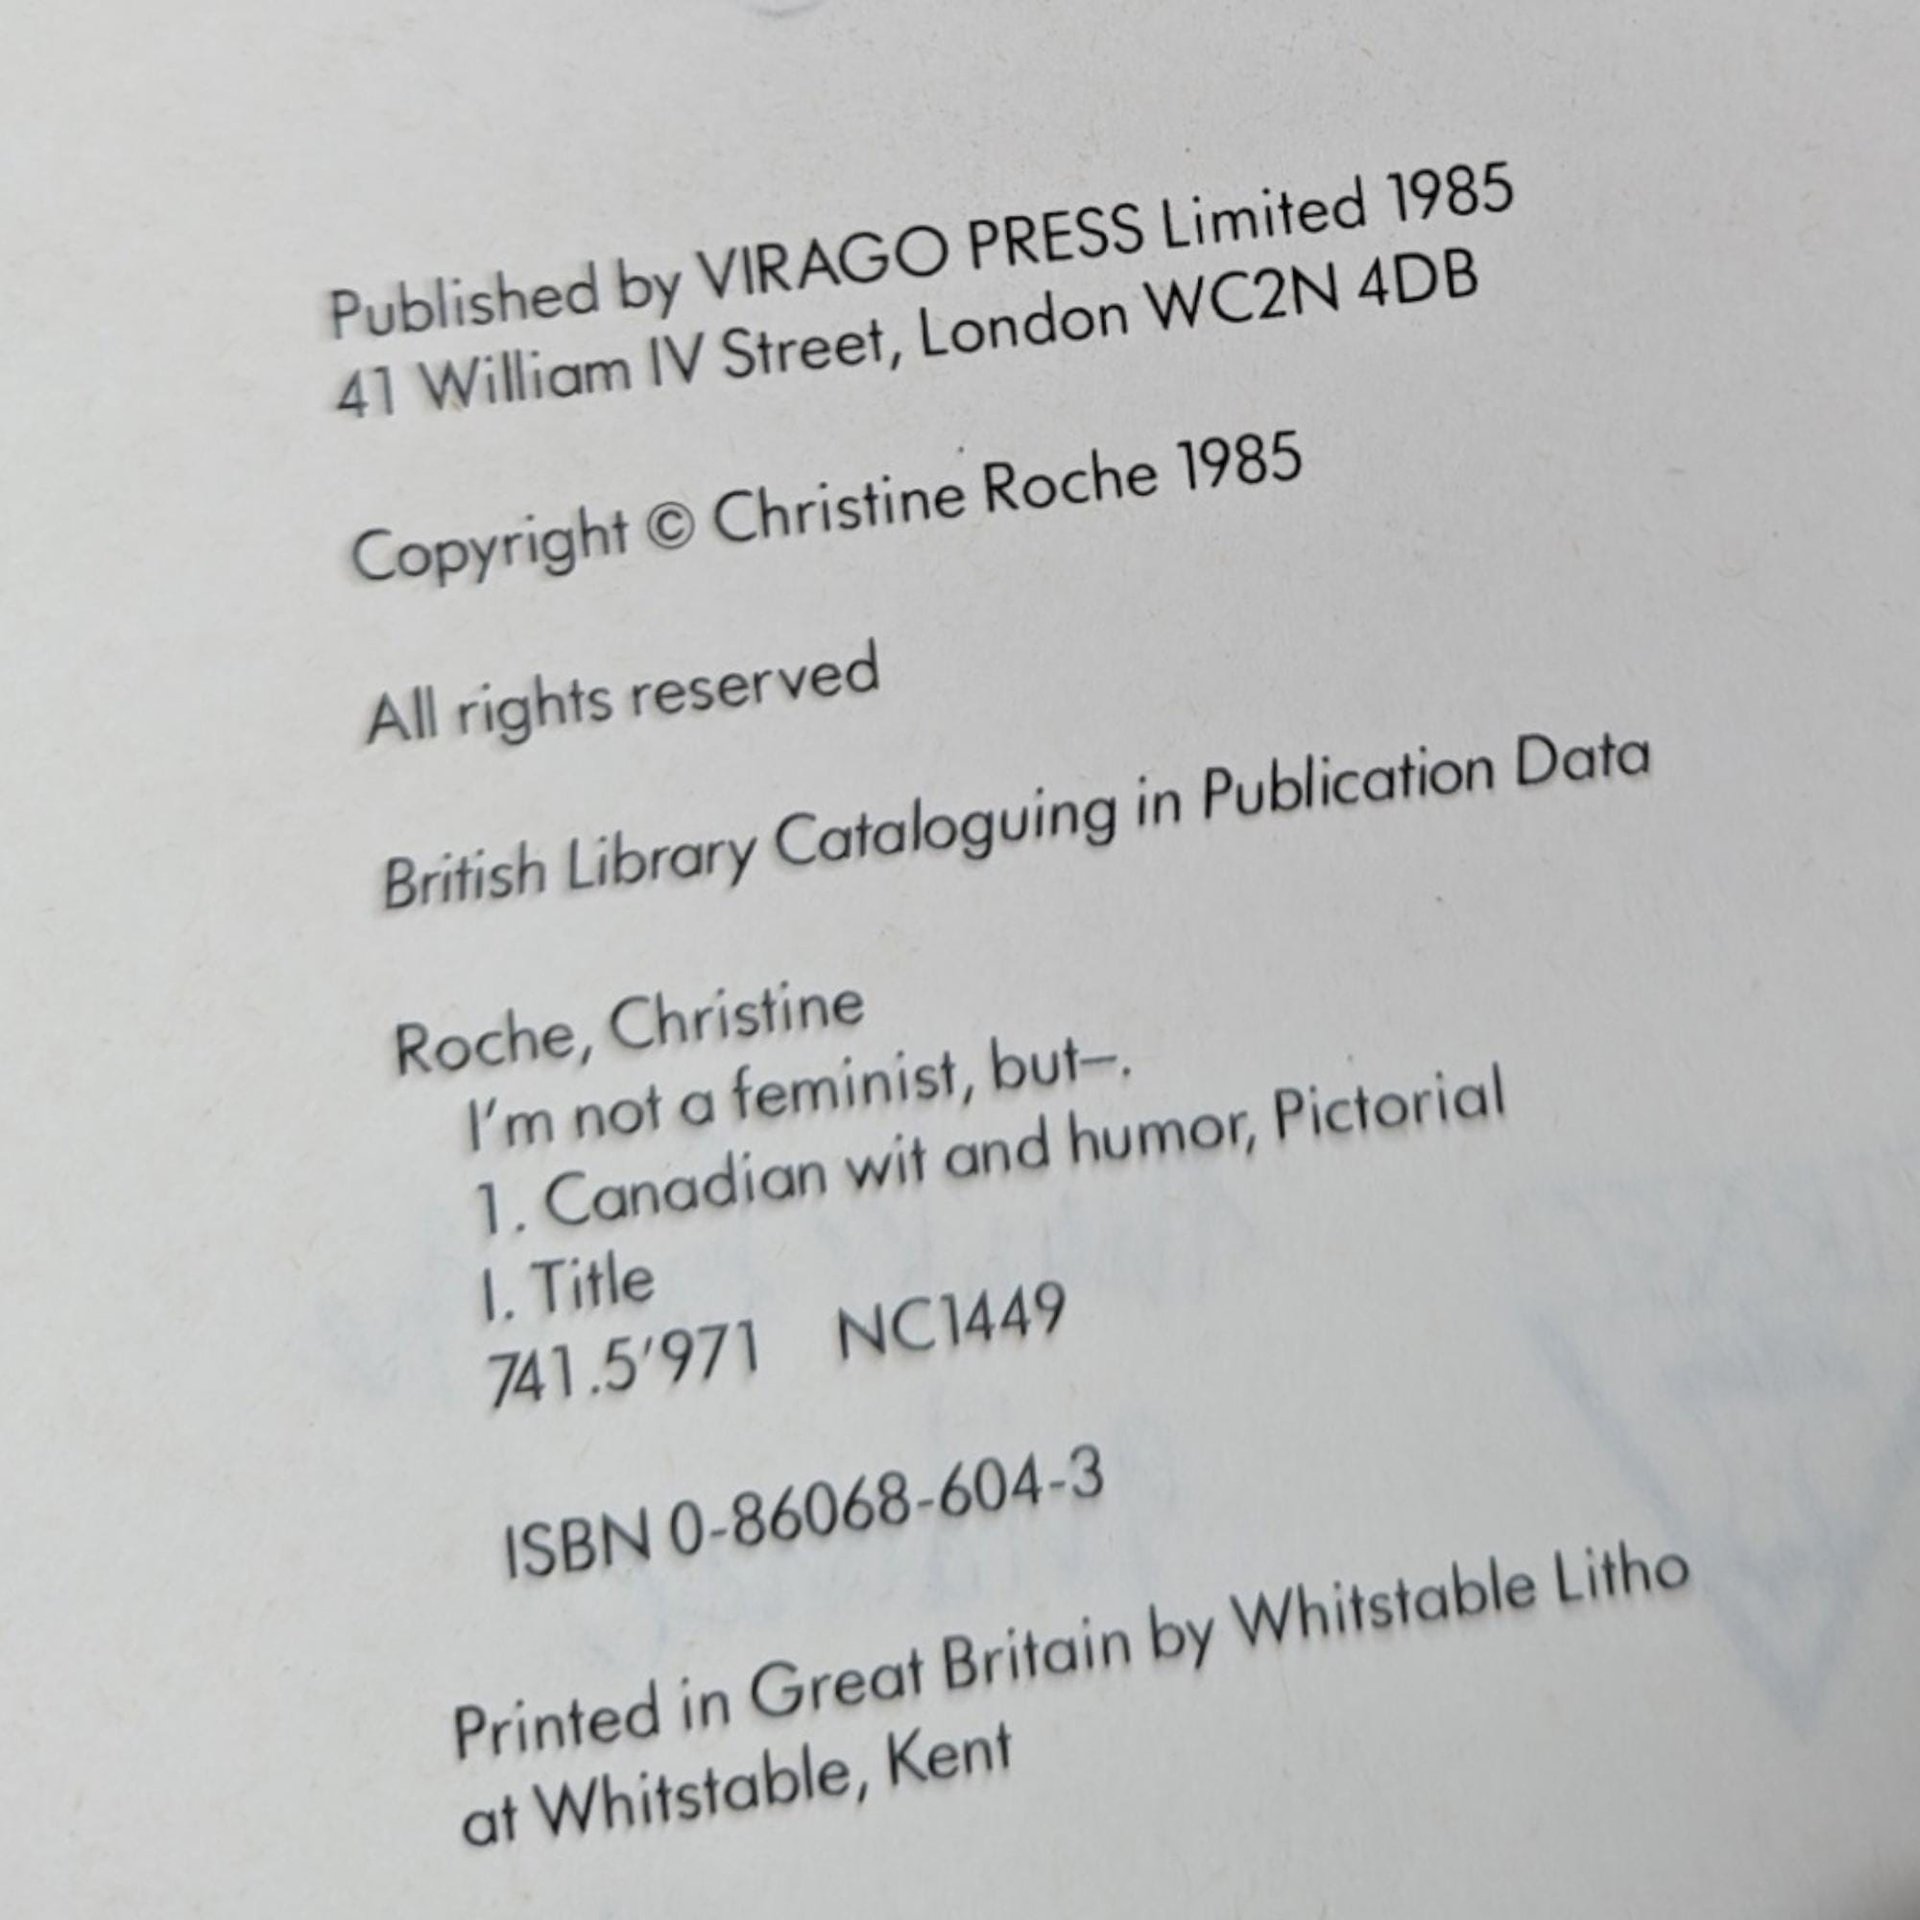 Published by VIRAGO PRESS Limited 1985
41 William IV Street, London WC2N 4DB
Copyright © Christine Roche 1985
All rights reserved
British Library Cataloguing in Publication Data
Roche, Christine
I'm not a feminist, but–.
1. Canadian wit and humor, Pictorial
I. Title
741.5'971 NC1449
ISBN 0-86068-604-3
Printed in Great Britain by Whitstable Litho
at Whitstable, Kent